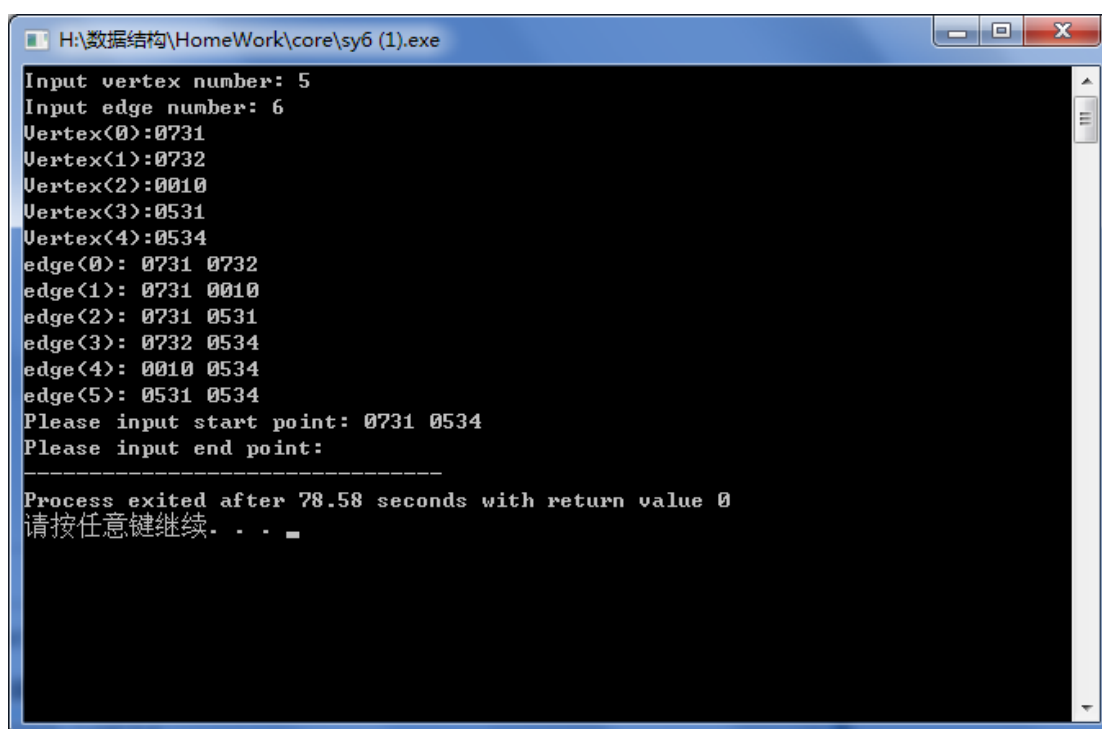 H:\数据结构\HomeWork\core\sy6 (1).exe
Input vertex number: 5
Input edge number: 6
Vertex(0):0731
Vertex(1):0732
Vertex(2):0010
Vertex(3):0531
Vertex(4):0534
edge(0): 0731 0732
edge(1): 0731 0010
edge(2): 0731 0531
edge(3): 0732 0534
edge(4): 0010 0534
edge(5): 0531 0534
Please input start point: 0731 0534
Please input end point:
--------------------------------
Process exited after 78.58 seconds with return value 0
请按任意键继续. . .